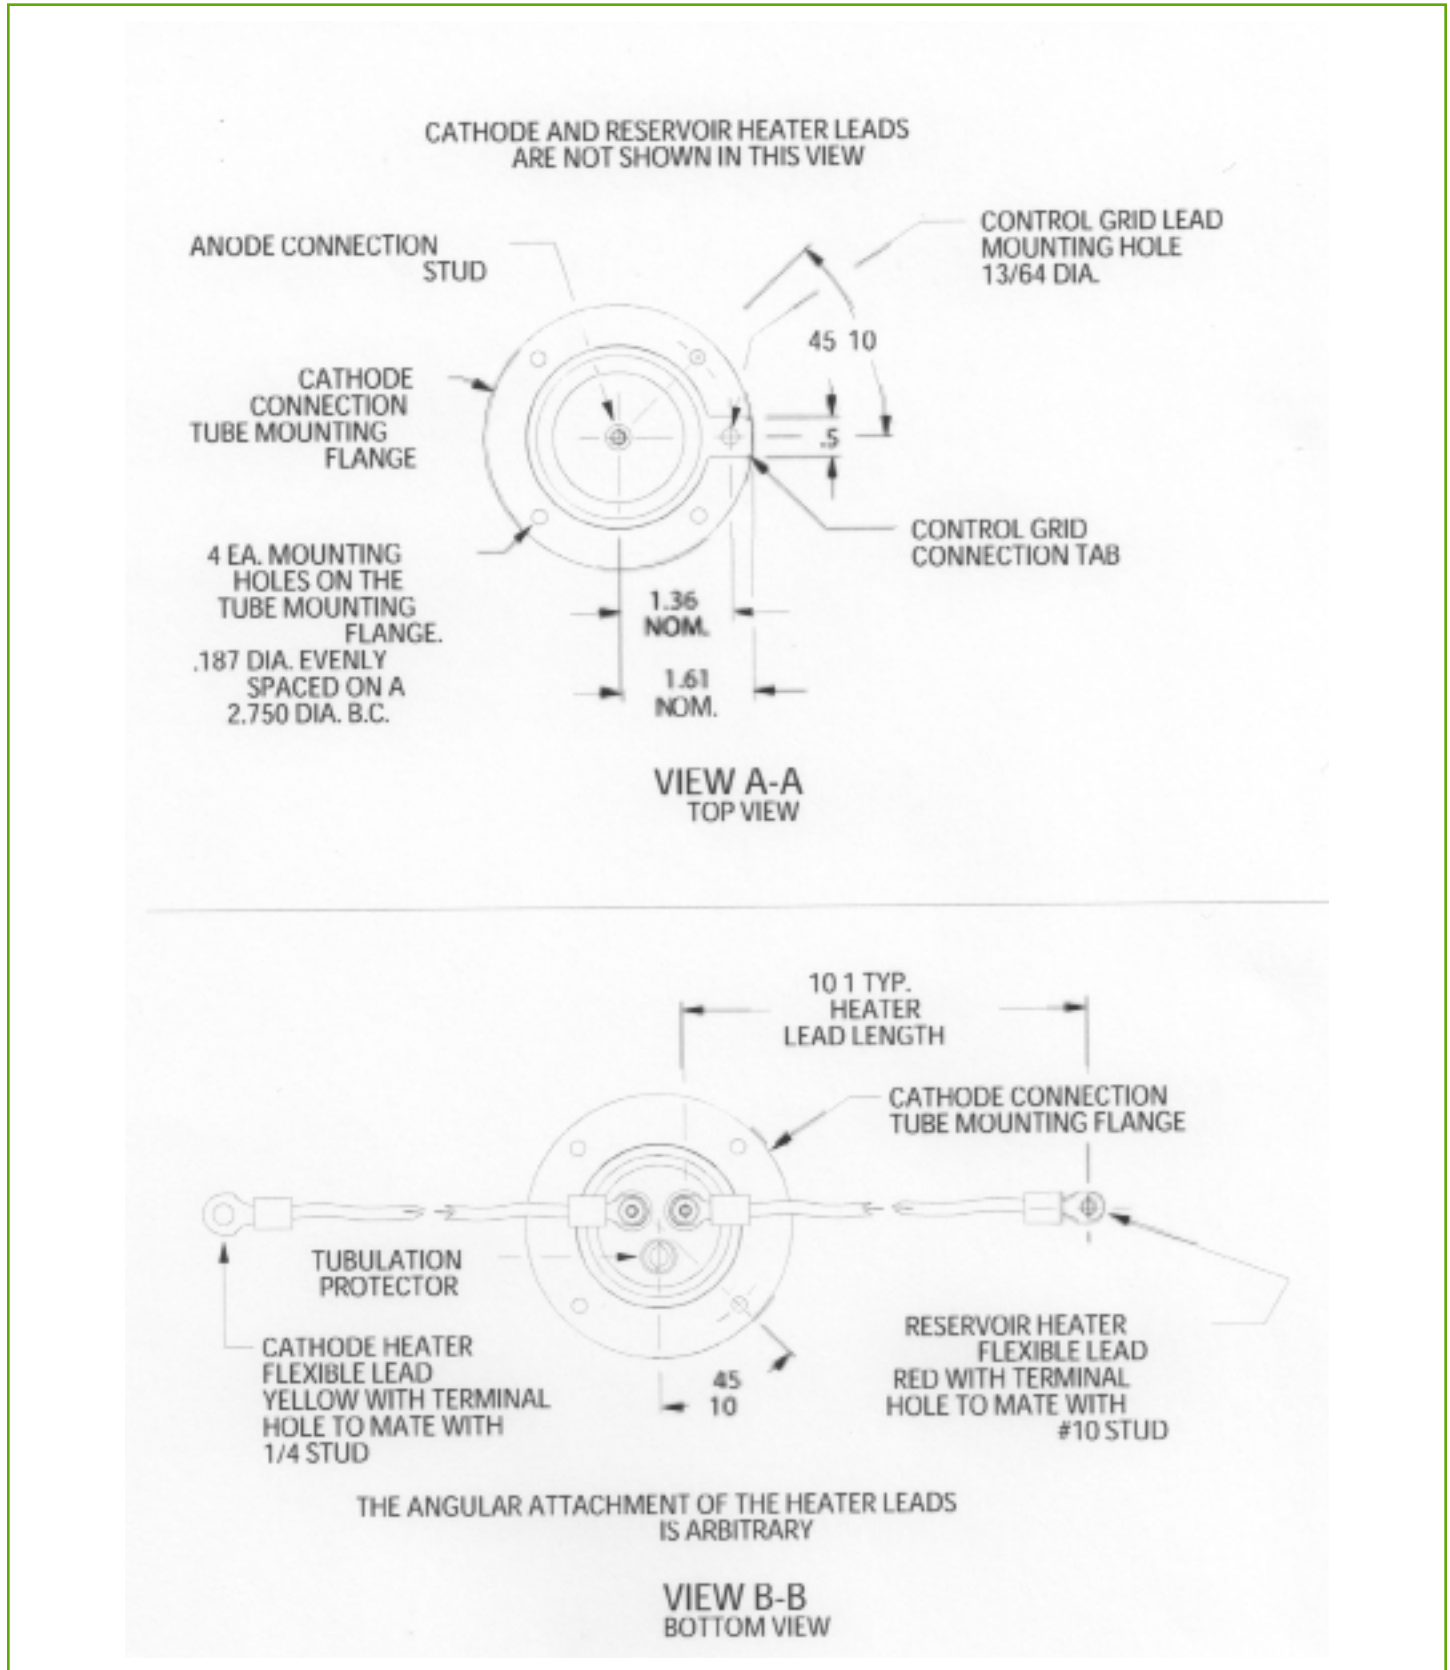 CATHODE AND RESERVOIR HEATER LEADS
ARE NOT SHOWN IN THIS VIEW
ANODE CONNECTION
STUD
CONTROL GRID LEAD
MOUNTING HOLE
13/64 DIA.
45 10
CATHODE
CONNECTION
TUBE MOUNTING
FLANGE
.5
CONTROL GRID
CONNECTION TAB
4 EA. MOUNTING
HOLES ON THE
TUBE MOUNTING
FLANGE.
.187 DIA. EVENLY
SPACED ON A
2.750 DIA. B.C.
1.36
NOM.
1.61
NOM.
VIEW A-A
TOP VIEW
10 1 TYP.
HEATER
LEAD LENGTH
CATHODE CONNECTION
TUBE MOUNTING FLANGE
TUBULATION
PROTECTOR
CATHODE HEATER
FLEXIBLE LEAD
YELLOW WITH TERMINAL
HOLE TO MATE WITH
1/4 STUD
45
10
RESERVOIR HEATER
FLEXIBLE LEAD
RED WITH TERMINAL
HOLE TO MATE WITH
#10 STUD
THE ANGULAR ATTACHMENT OF THE HEATER LEADS
IS ARBITRARY
VIEW B-B
BOTTOM VIEW